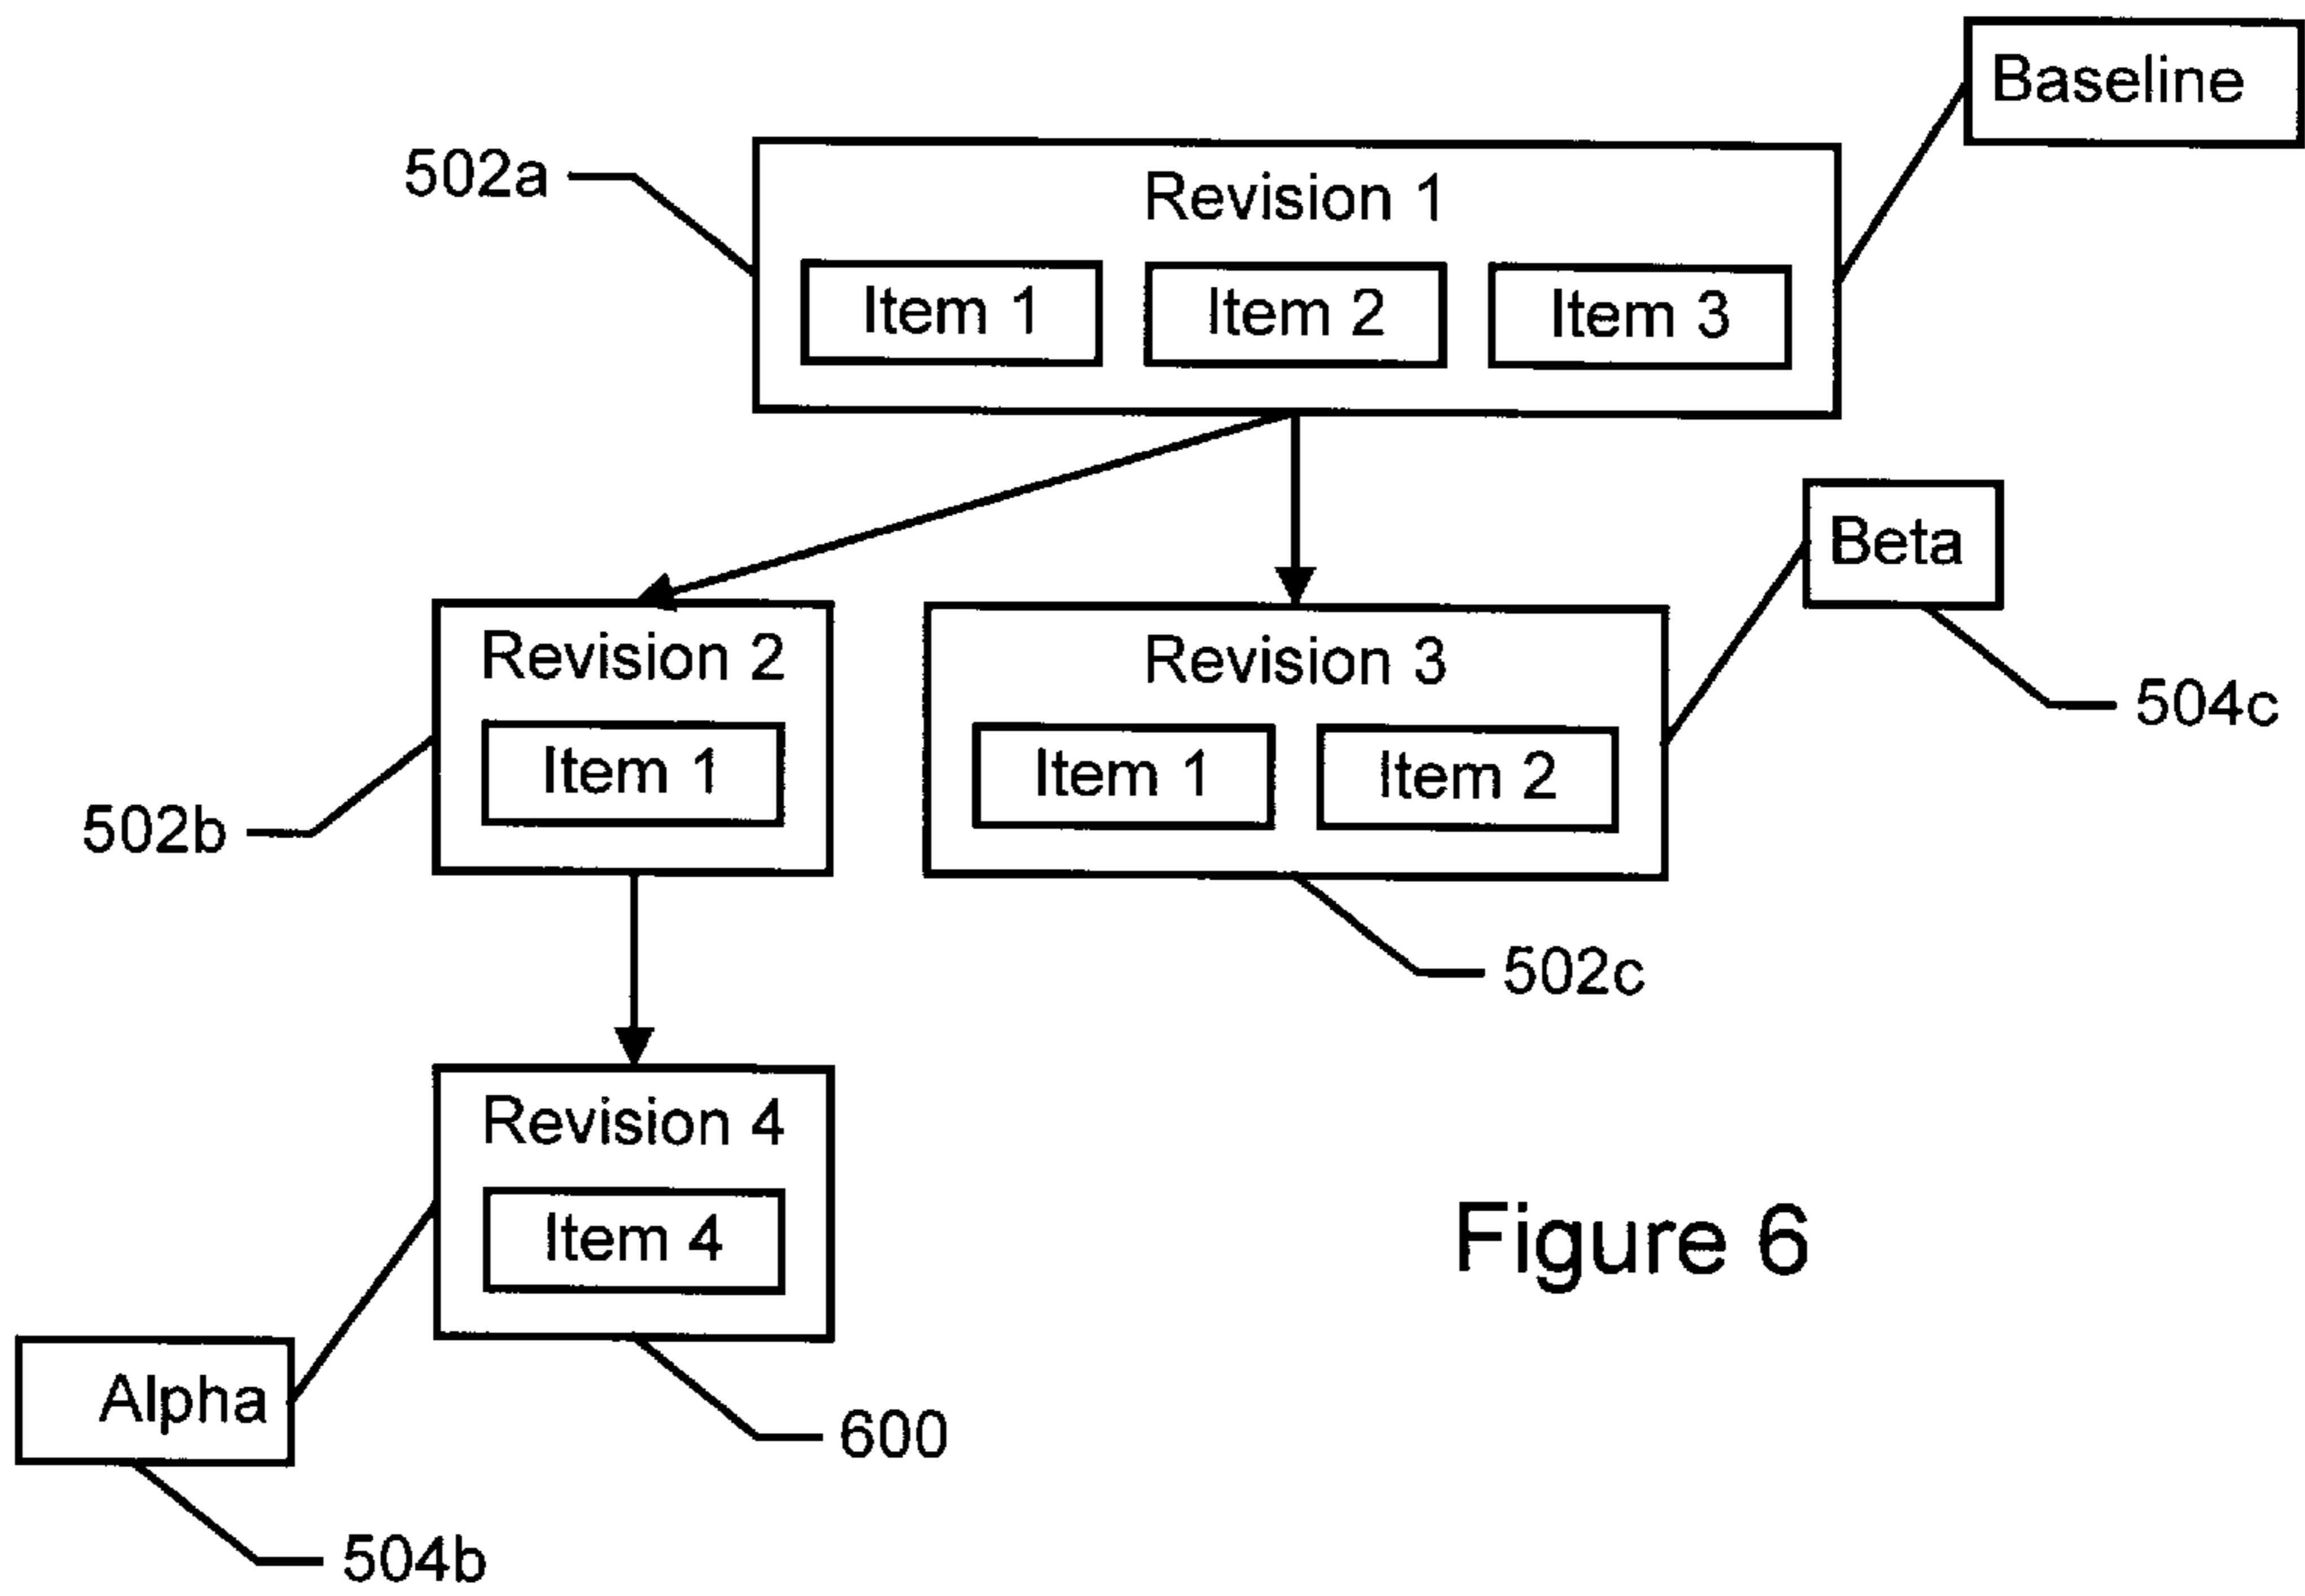 Baseline
502a
Revision 1
Item 1 Item 2 Item 3
Beta
504c
Revision 2
Item 1
502b
Revision 3
Item 1 Item 2
502c
Revision 4
Item 4
600
Alpha
504b
Figure 6